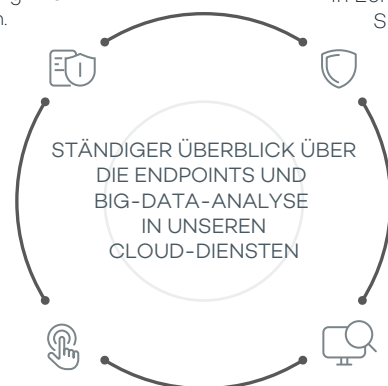 STÄNDIGER ÜBERBLICK ÜBER
DIE ENDPOINTS UND
BIG-DATA-ANALYSE
IN UNSEREN
CLOUD-DIENSTEN